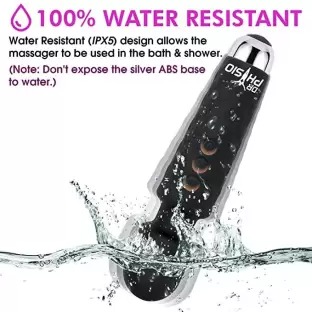 100% WATER RESISTANT
Water Resistant (IPX5) design allows the
massager to be used in the bath & shower.
(Note: Don't expose the silver ABS base
to water.)
DR
PHYSIO